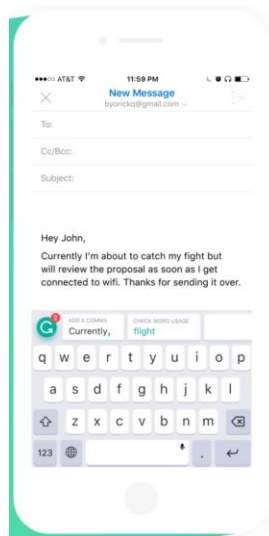 AT&T 11:59 PM
New Message
byorickq@gmail.com
To:
Cc/Bcc:
Subject:
Hey John,
Currently I'm about to catch my fight but
will review the proposal as soon as I get
connected to wifi. Thanks for sending it over.
ADD A COMMA CHECK WORD USAGE
Currently, flight
q w e r t y u i o p
a s d f g h j k l
z x c v b n m
123 .